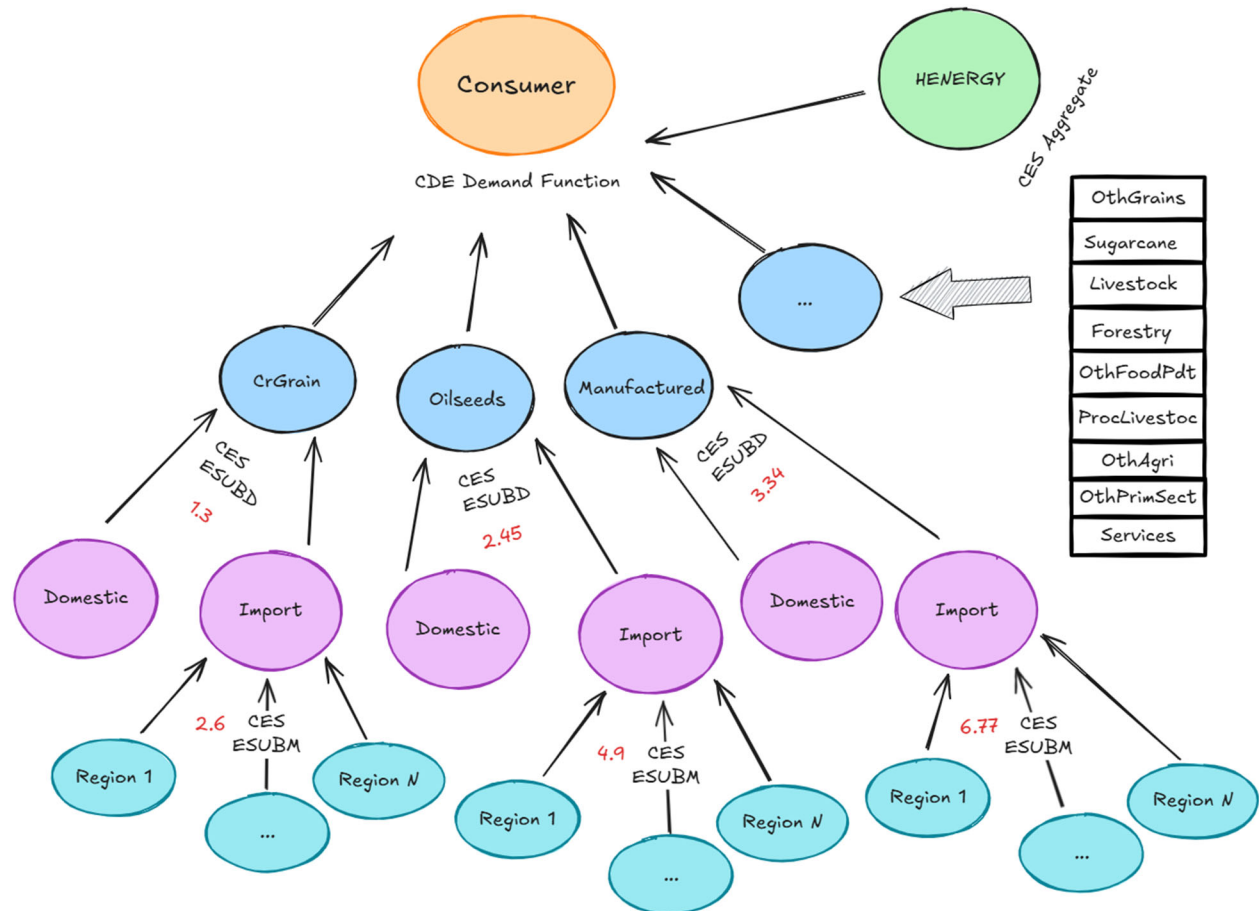 Consumer
HENERGY
CES Aggregate
CDE Demand Function
OthGrains
Sugarcane
Livestock
Forestry
OthFoodPdt
ProcLivestoc
OthAgri
OthPrimSect
Services
...
CrGrain
Oilseeds
Manufactured
CES
ESUBD
1.3
CES
ESUBD
2.45
CES
ESUBD
3.34
Domestic
Import
Domestic
Import
Domestic
Import
2.6
CES
ESUBM
4.9
CES
ESUBM
6.77
CES
ESUBM
Region 1
...
Region N
Region 1
...
Region N
Region 1
...
Region N